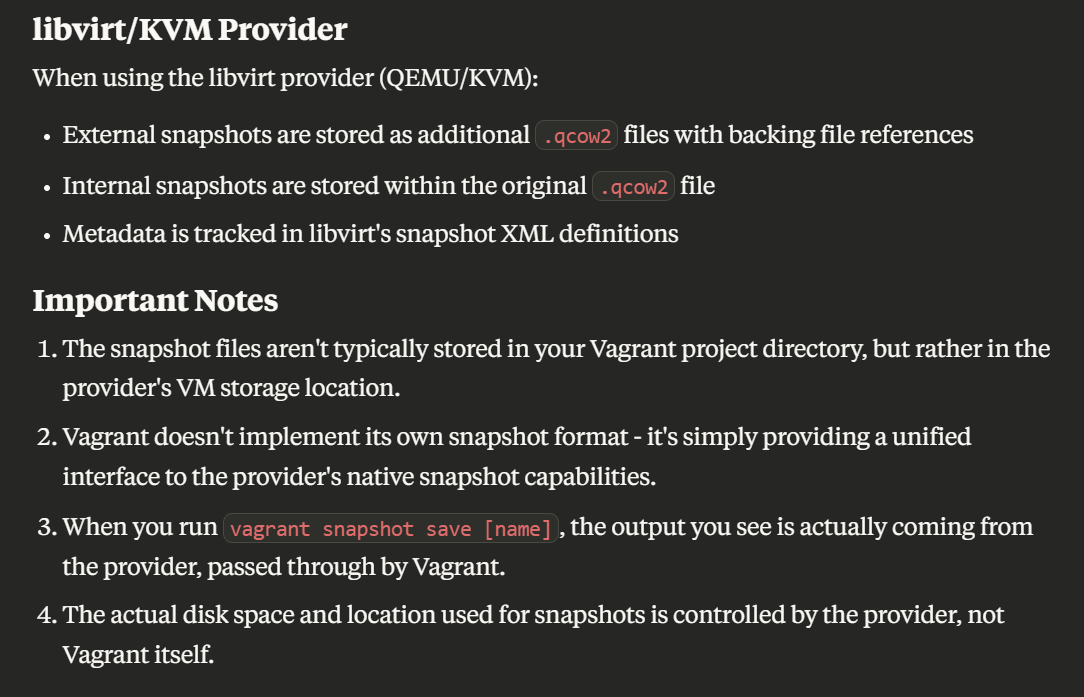 libvirt/KVM Provider
When using the libvirt provider (QEMU/KVM):
• External snapshots are stored as additional .qcow2 files with backing file references
• Internal snapshots are stored within the original .qcow2 file
• Metadata is tracked in libvirt's snapshot XML definitions
Important Notes
1. The snapshot files aren't typically stored in your Vagrant project directory, but rather in the
provider's VM storage location.
2. Vagrant doesn't implement its own snapshot format - it's simply providing a unified
interface to the provider's native snapshot capabilities.
3. When you run vagrant snapshot save [name], the output you see is actually coming from
the provider, passed through by Vagrant.
4. The actual disk space and location used for snapshots is controlled by the provider, not
Vagrant itself.